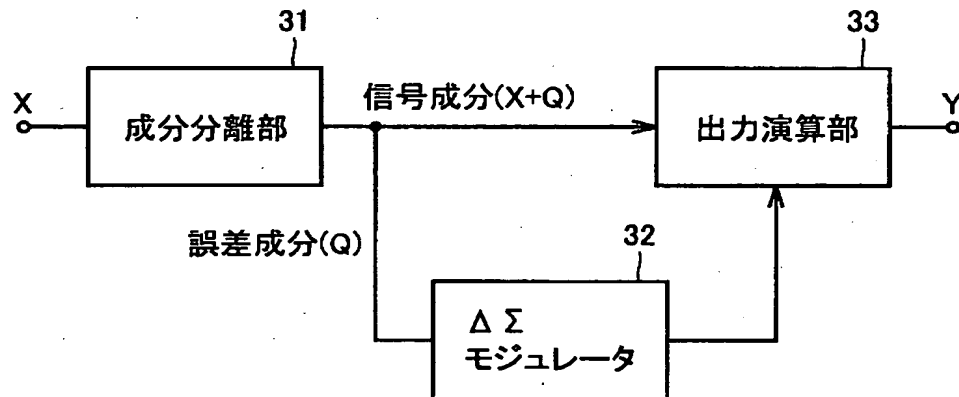 31
33
X
成分分離部
信号成分(X+Q)
出力演算部
Y
誤差成分(Q)
32
ΔΣ
モジュレータ